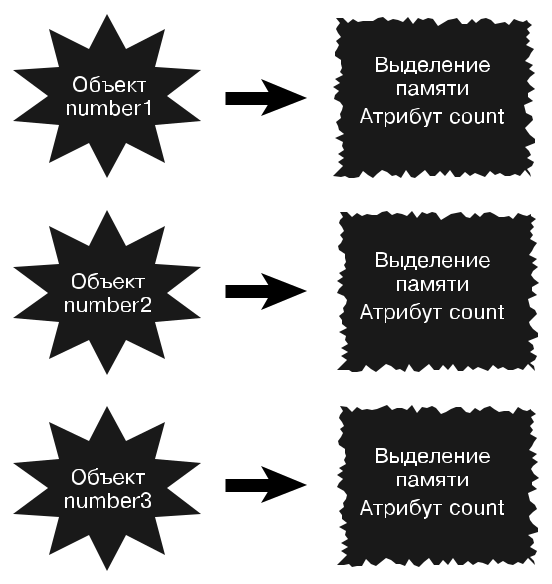 Объект
number1
Выделение
памяти
Атрибут count
Объект
number2
Выделение
памяти
Атрибут count
Объект
number3
Выделение
памяти
Атрибут count